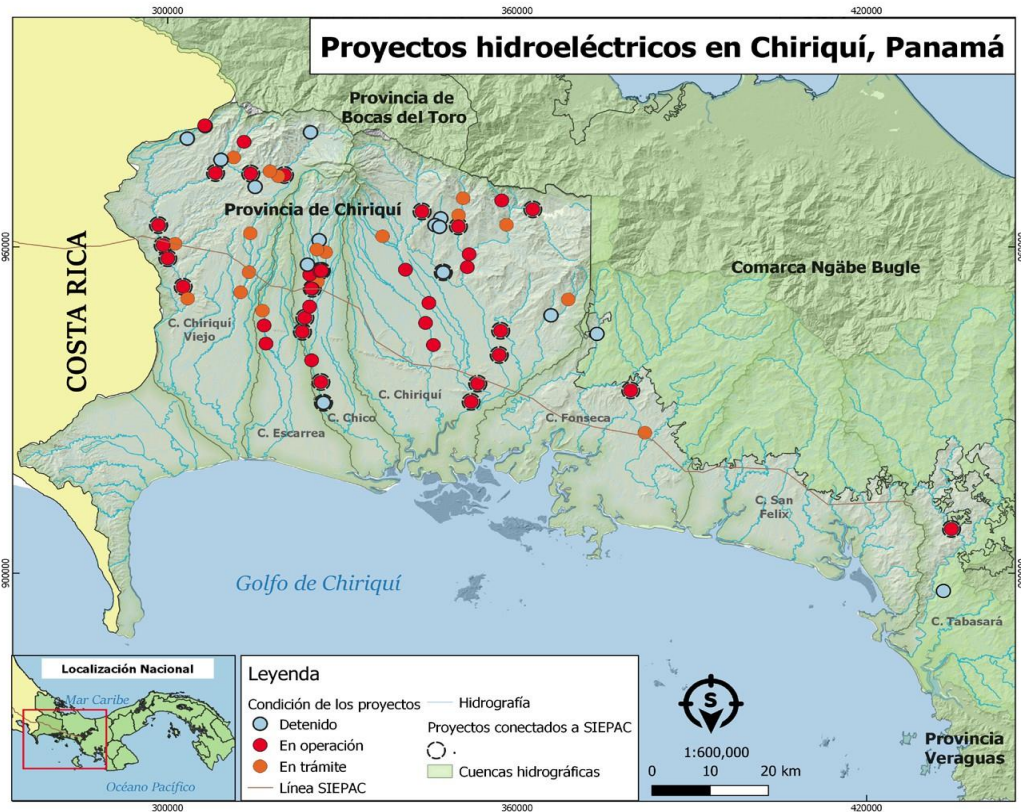 300000
360000
420000
Proyectos hidroeléctricos en Chiriquí, Panamá
Provincia de
Bocas del Toro
Provincia de Chiriquí
960000
960000
COSTA RICA
Comarca Ngäbe Bugle
C. Chiriquí
Viejo
C. Chiriquí
C. Chico
C. Fonseca
C. Escarrea
C. San
Felix
Golfo de Chiriquí
900000
900000
C. Tabasará
Localización Nacional
Mar Caribe
Océano Pacífico
Leyenda
Condición de los proyectos
Detenido
En operación
En trámite
Línea SIEPAC
Hidrografía
Proyectos conectados a SIEPAC
.
Cuencas hidrográficas
S
1:600,000
0 10 20 km
Provincia
Veraguas
300000
360000
420000